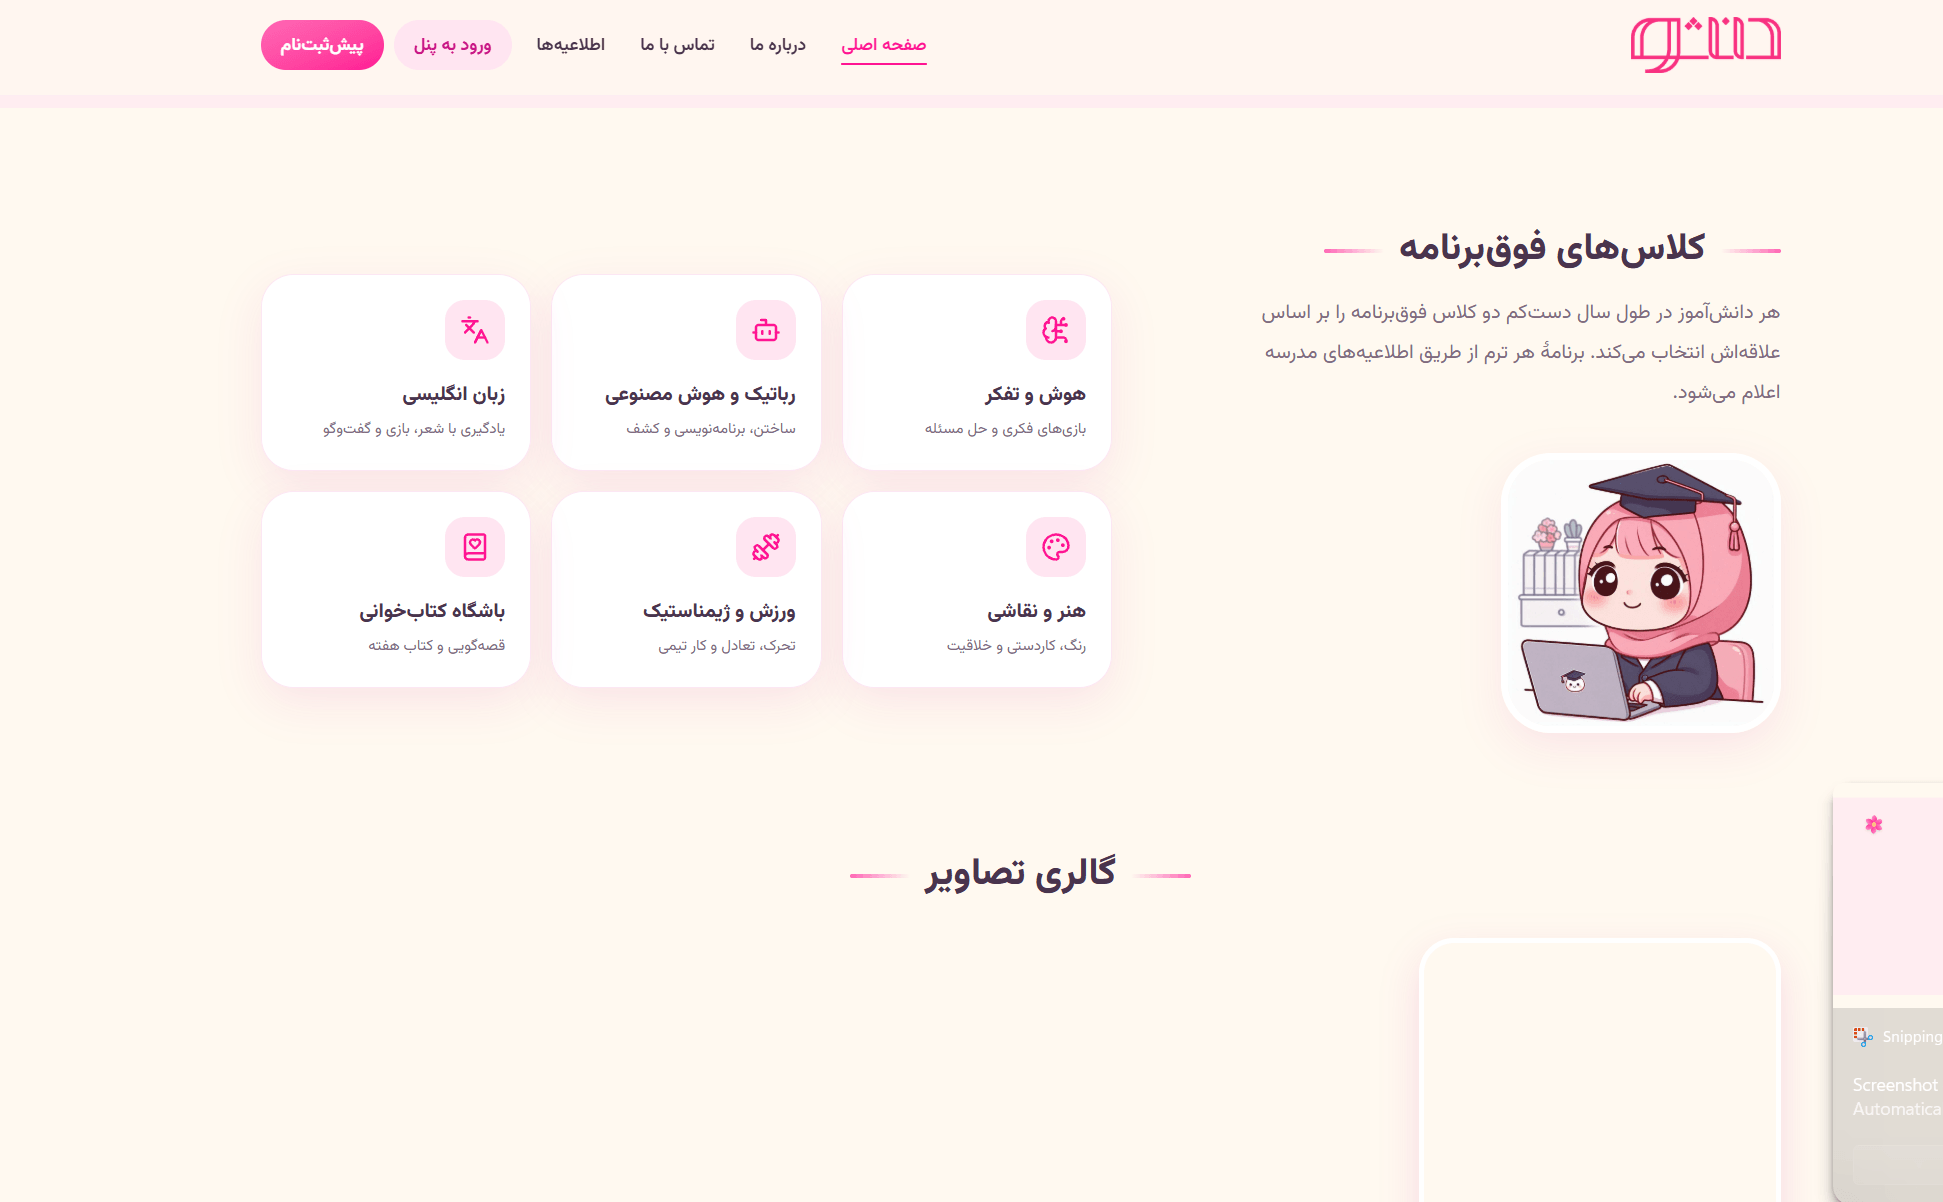 دانژو
صفحه اصلی
درباره ما
تماس با ما
اطلاعیه‌ها
ورود به پنل
پیش‌ثبت‌نام
کلاس‌های فوق‌برنامه
هر دانش‌آموز در طول سال دست‌کم دو کلاس فوق‌برنامه را بر اساس
علاقه‌اش انتخاب می‌کند. برنامهٔ هر ترم از طریق اطلاعیه‌های مدرسه
اعلام می‌شود.
هوش و تفکر
بازی‌های فکری و حل مسئله
رباتیک و هوش مصنوعی
ساختن، برنامه‌نویسی و کشف
زبان انگلیسی
یادگیری با شعر، بازی و گفت‌وگو
هنر و نقاشی
رنگ، کاردستی و خلاقیت
ورزش و ژیمناستیک
تحرک، تعادل و کار تیمی
باشگاه کتاب‌خوانی
قصه‌گویی و کتاب هفته
گالری تصاویر
Snipping
Screenshot
Automatica